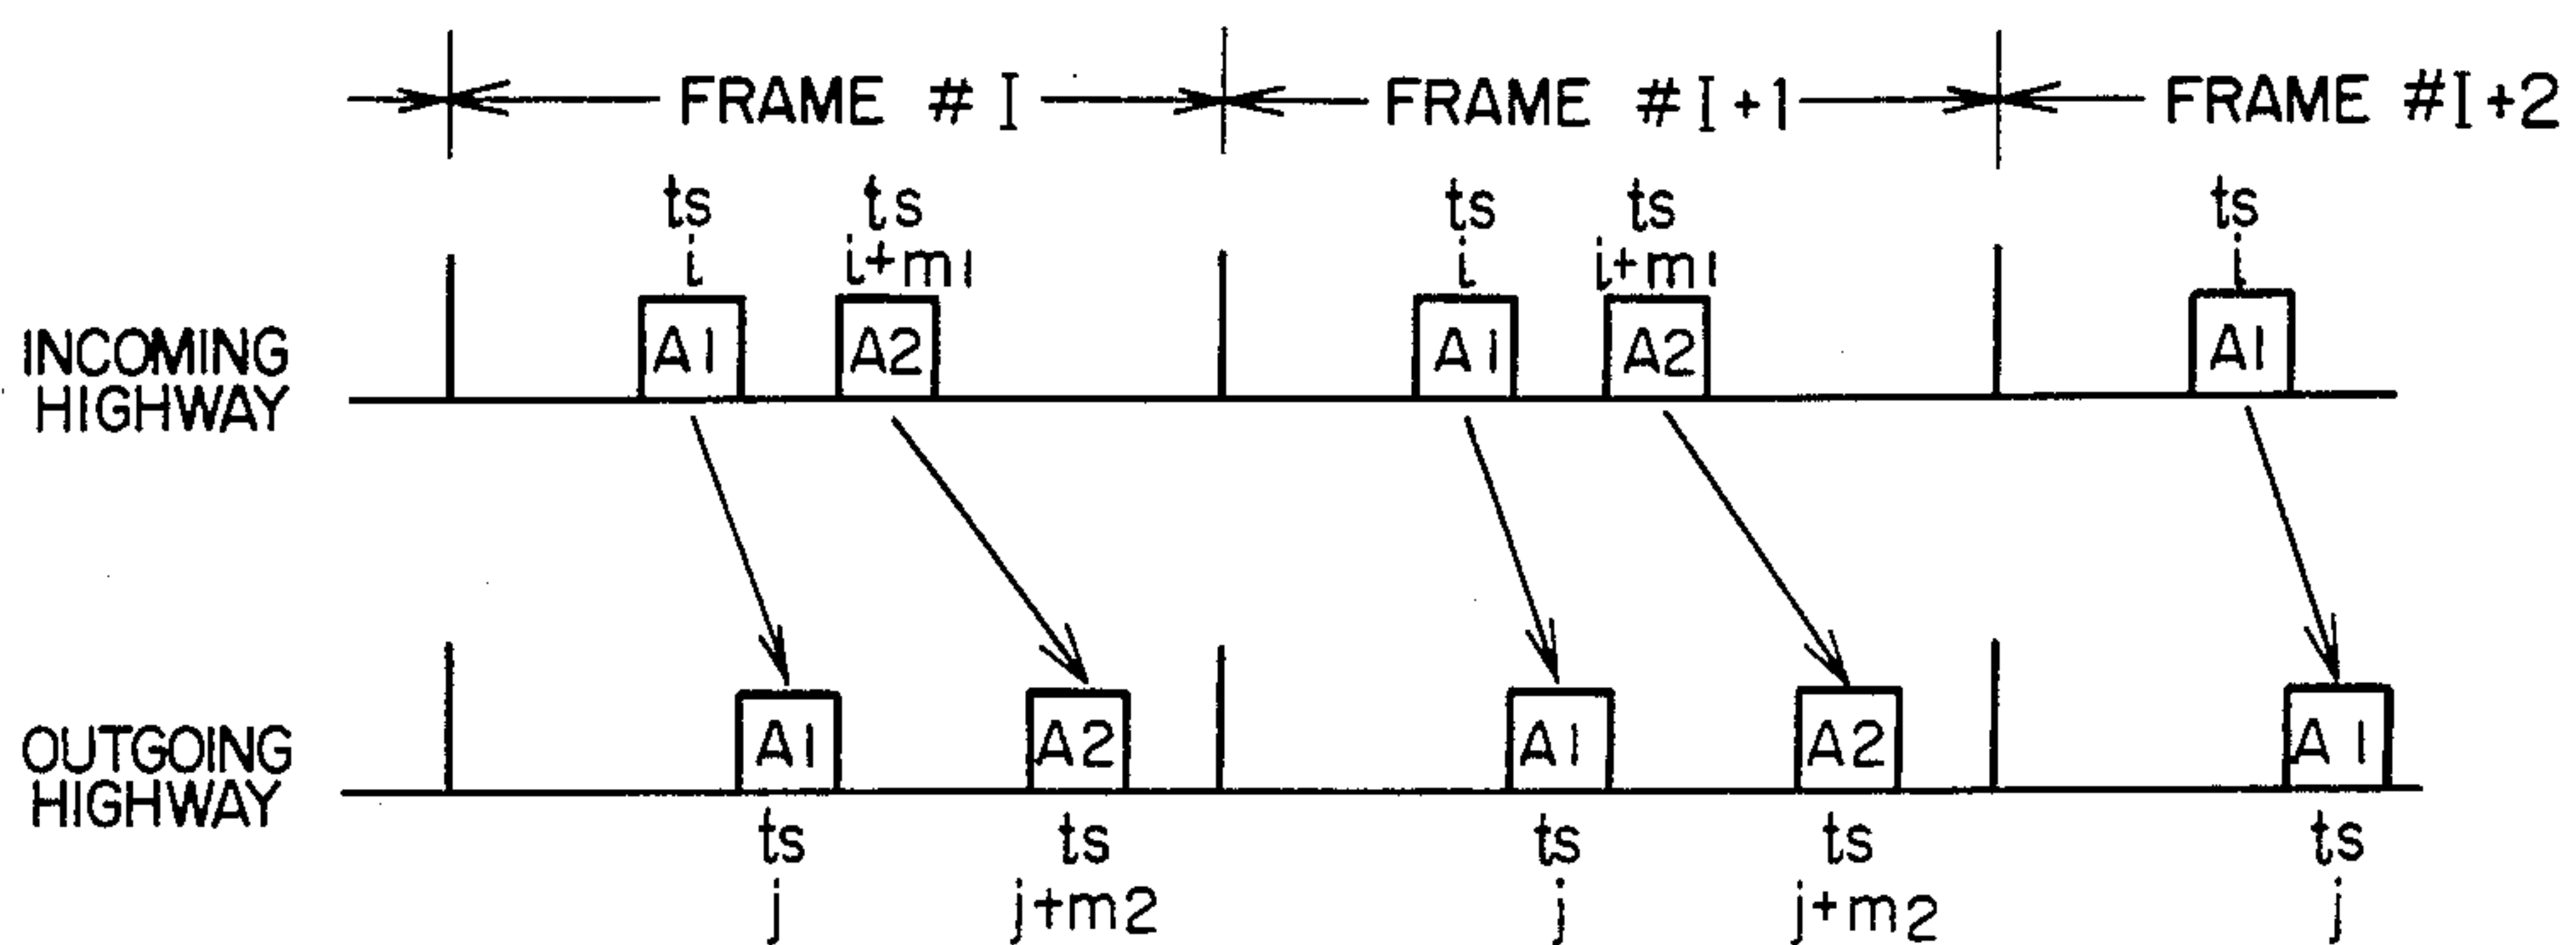 FRAME # I FRAME #I+1 FRAME #I+2
ts ts ts ts ts
i i+m1 i i+m1 i
INCOMING
HIGHWAY
A1 A2 A1 A2 A1
OUTGOING
HIGHWAY
A1 A2 A1 A2 A1
ts ts ts ts ts
j j+m2 j j+m2 j